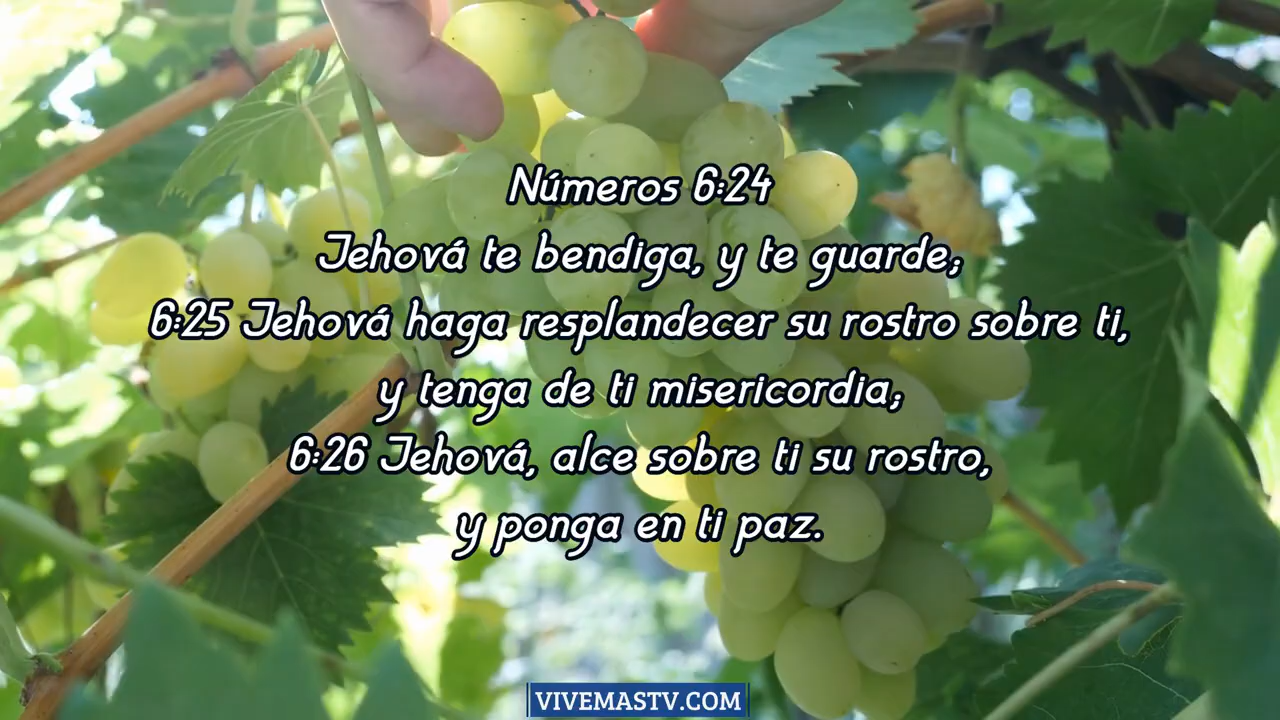 Números 6:24
Jehová te bendiga, y te guarde;
6:25 Jehová haga resplandecer su rostro sobre ti,
y tenga de ti misericordia;
6:26 Jehová, alce sobre ti su rostro,
y ponga en ti paz.
VIVEMASTV.COM